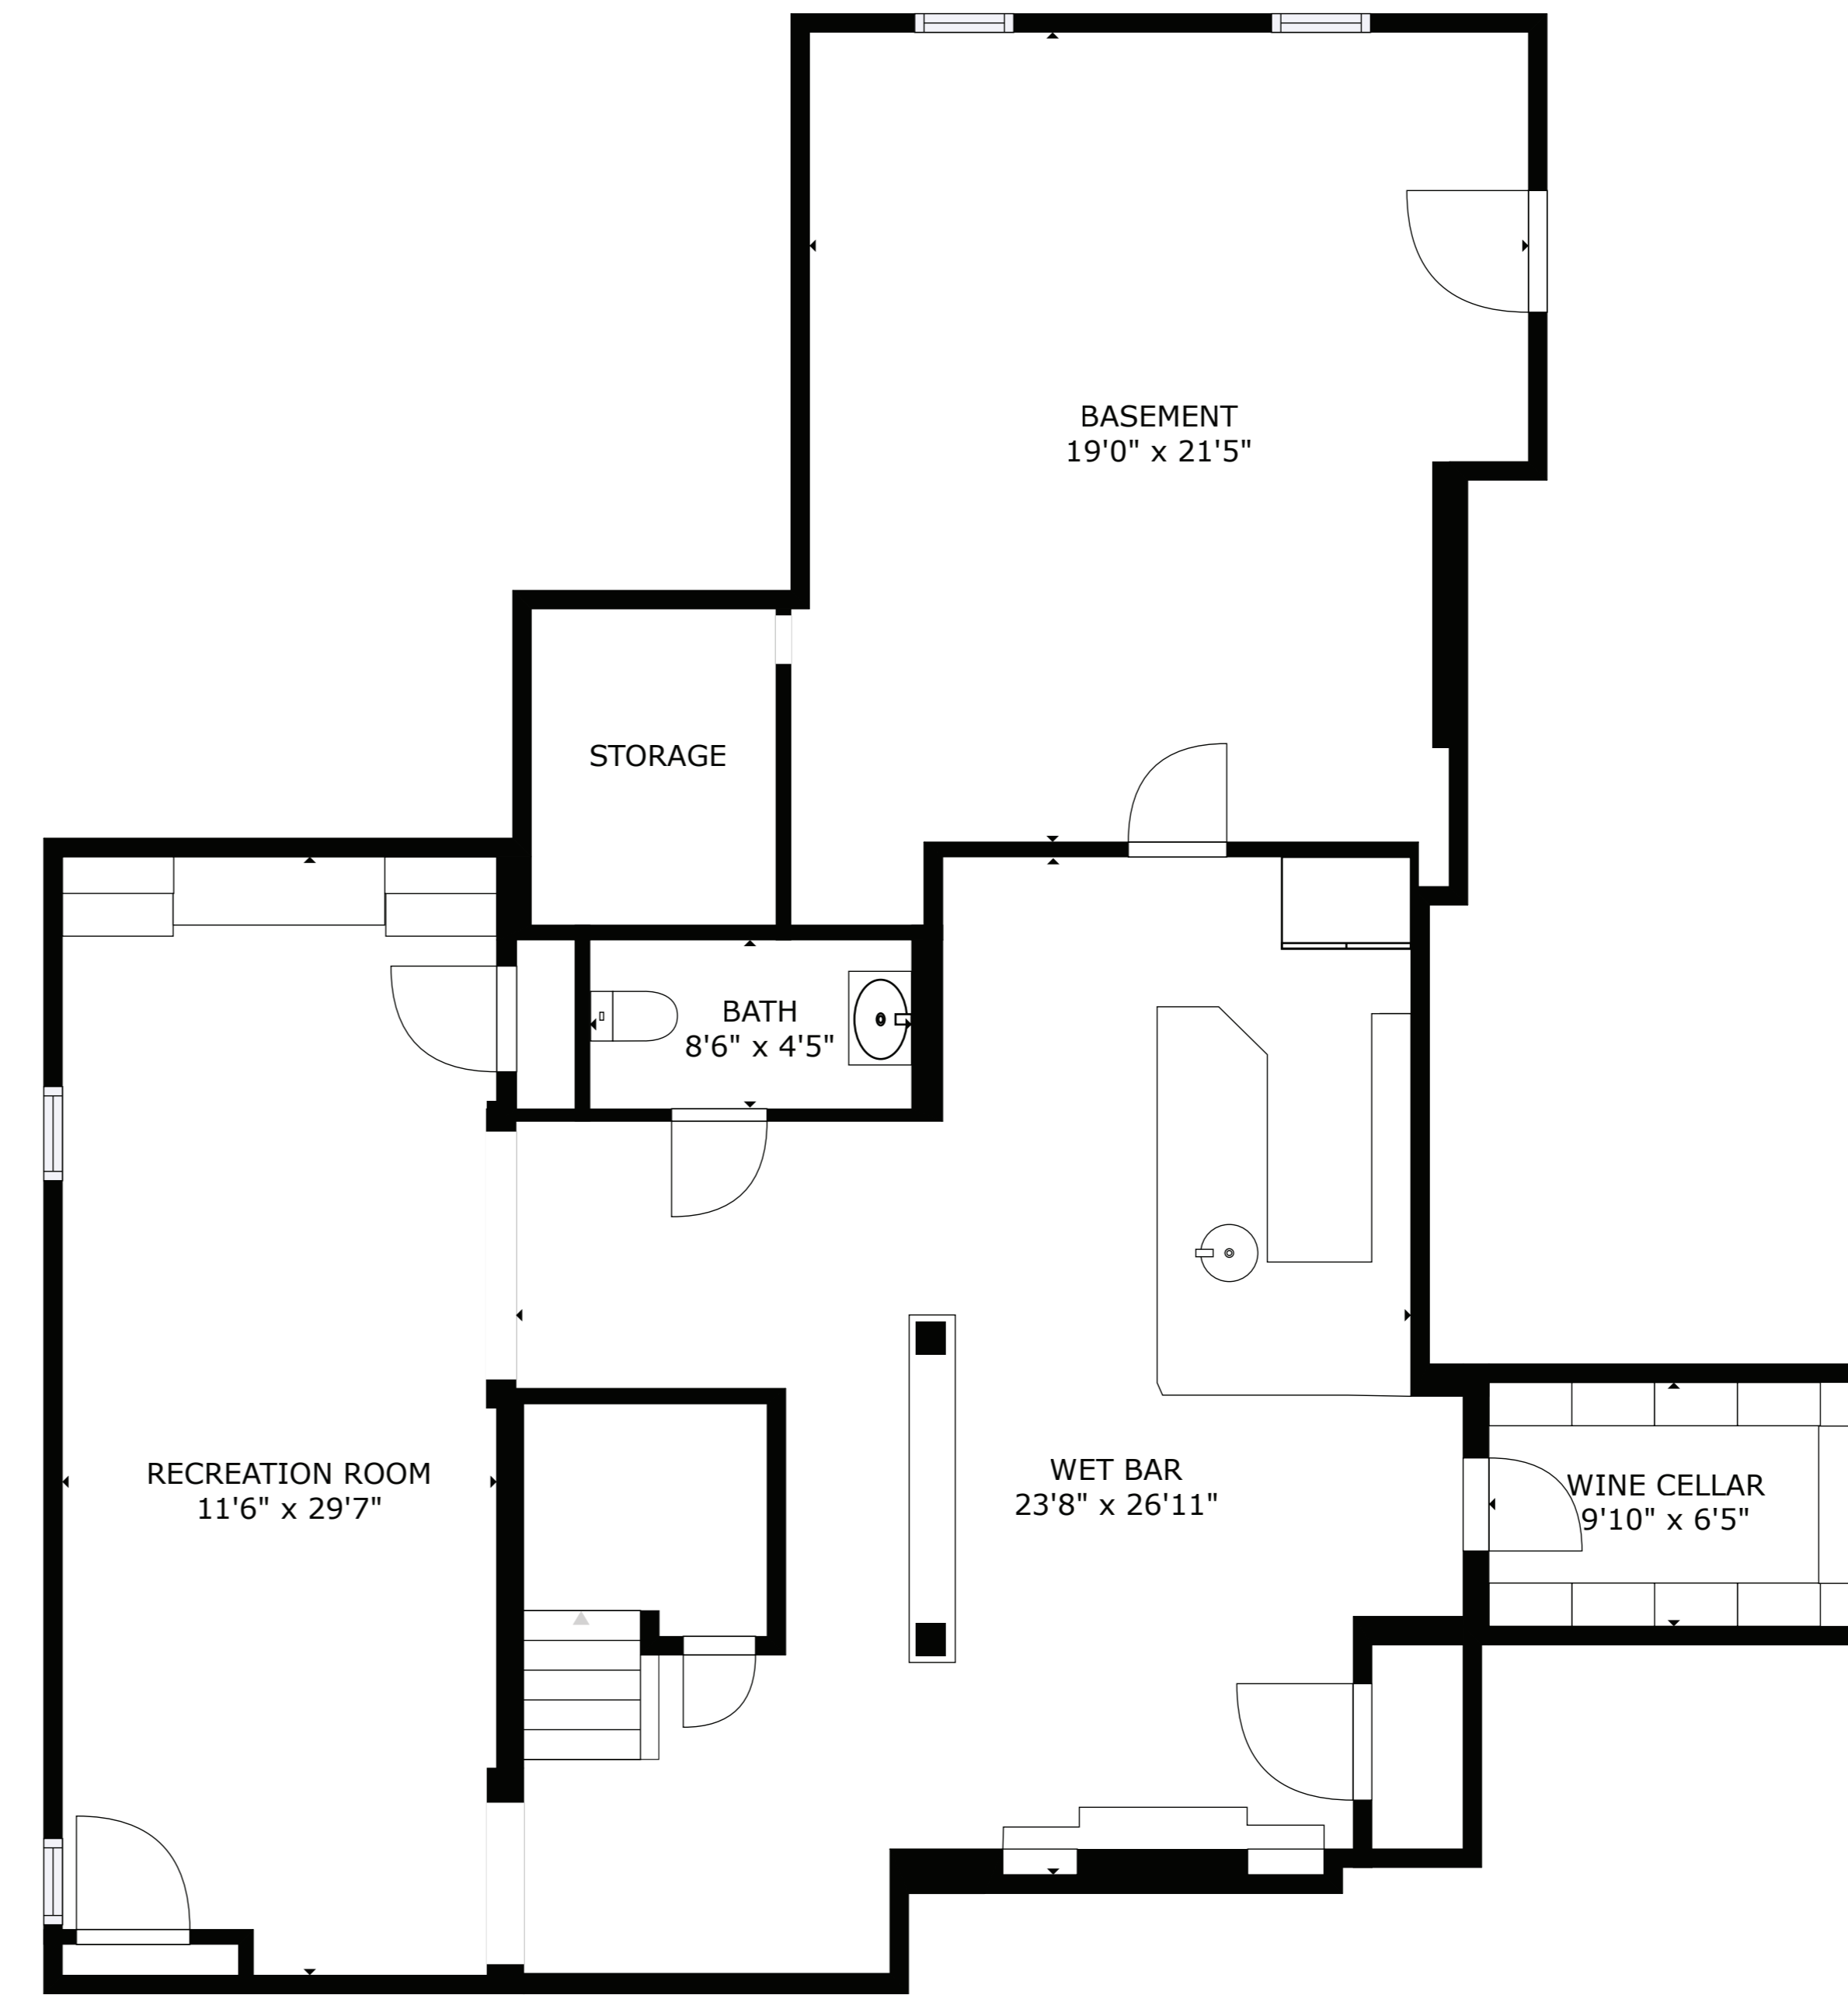 BASEMENT
19'0" x 21'5"
STORAGE
BATH
8'6" x 4'5"
RECREATION ROOM
11'6" x 29'7"
WET BAR
23'8" x 26'11"
WINE CELLAR
9'10" x 6'5"